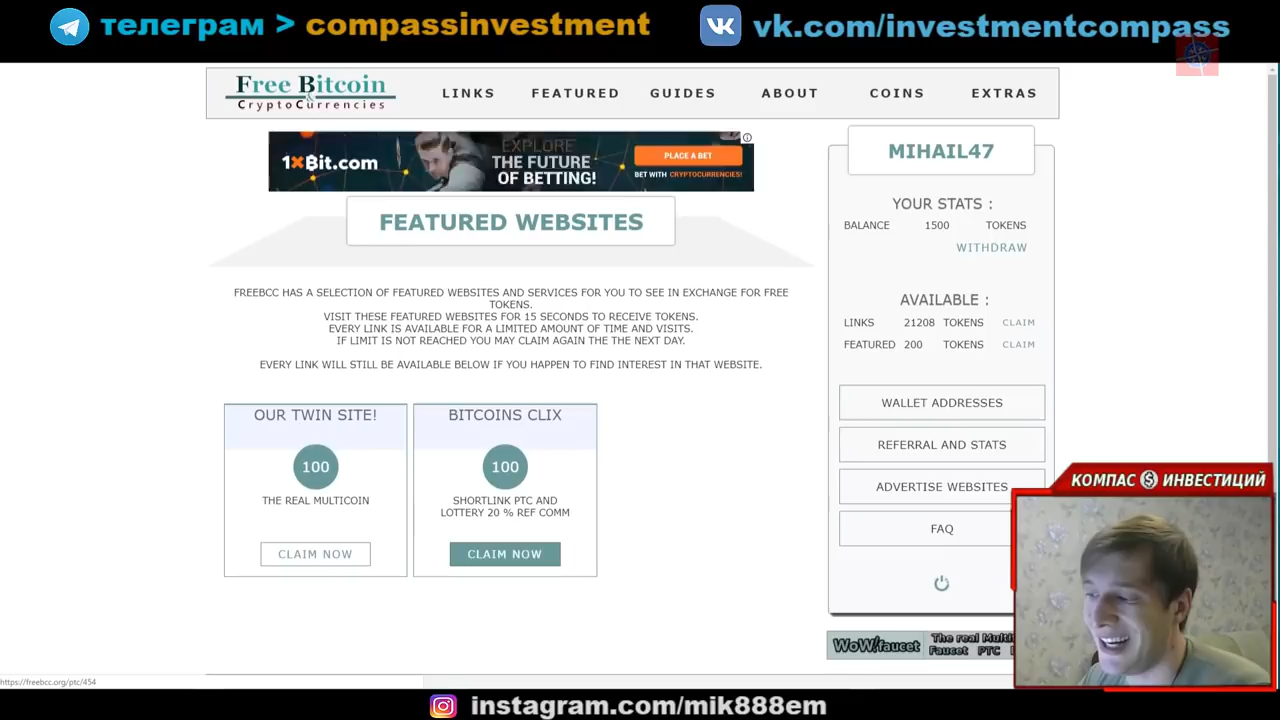 телеграм > compassinvestment
vk.com/investmentcompass
Free Bitcoin
CryptoCurrencies
LINKS FEATURED GUIDES ABOUT COINS EXTRAS
1XBit.com
EXPLORE
THE FUTURE
OF BETTING!
PLACE A BET
BET WITH CRYPTOCURRENCIES!
FEATURED WEBSITES
FREEBCC HAS A SELECTION OF FEATURED WEBSITES AND SERVICES FOR YOU TO SEE IN EXCHANGE FOR FREE
TOKENS.
VISIT THESE FEATURED WEBSITES FOR 15 SECONDS TO RECEIVE TOKENS.
EVERY LINK IS AVAILABLE FOR A LIMITED AMOUNT OF TIME AND VISITS.
IF LIMIT IS NOT REACHED YOU MAY CLAIM AGAIN THE THE NEXT DAY.
EVERY LINK WILL STILL BE AVAILABLE BELOW IF YOU HAPPEN TO FIND INTEREST IN THAT WEBSITE.
OUR TWIN SITE!
100
THE REAL MULTICOIN
CLAIM NOW
BITCOINS CLIX
100
SHORTLINK PTC AND
LOTTERY 20 % REF COMM
CLAIM NOW
MIHAIL47
YOUR STATS :
BALANCE 1500 TOKENS
WITHDRAW
AVAILABLE :
LINKS 21208 TOKENS CLAIM
FEATURED 200 TOKENS CLAIM
WALLET ADDRESSES
REFERRAL AND STATS
ADVERTISE WEBSITES
FAQ
WoW!faucet
The real Multi
Faucet PTC
КОМПАС $ ИНВЕСТИЦИЙ
https://freebcc.org/ptc/454
instagram.com/mik888em